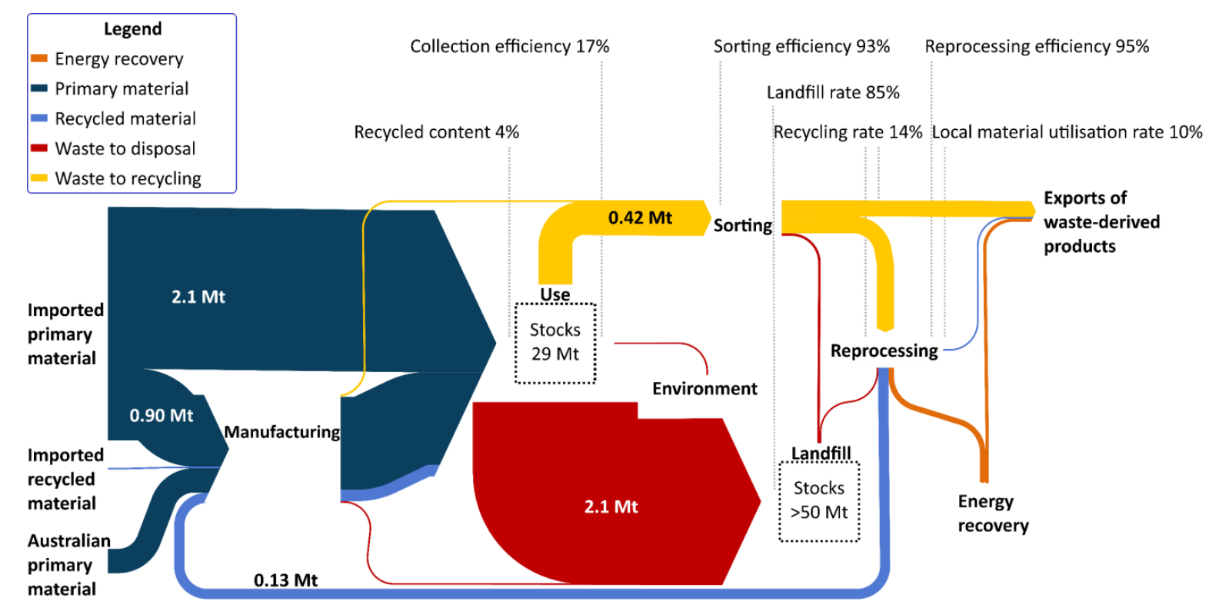 Legend
Energy recovery
Primary material
Recycled material
Waste to disposal
Waste to recycling
Collection efficiency 17%
Sorting efficiency 93%
Reprocessing efficiency 95%
Landfill rate 85%
Recycled content 4%
Recycling rate 14%
Local material utilisation rate 10%
Exports of
waste-derived
products
0.42 Mt
Sorting
2.1 Mt
Use
Stocks
29 Mt
Imported
primary
material
Reprocessing
Environment
0.90 Mt
Manufacturing
Imported
recycled
material
Landfill
Stocks
>50 Mt
2.1 Mt
Energy
recovery
Australian
primary
material
0.13 Mt